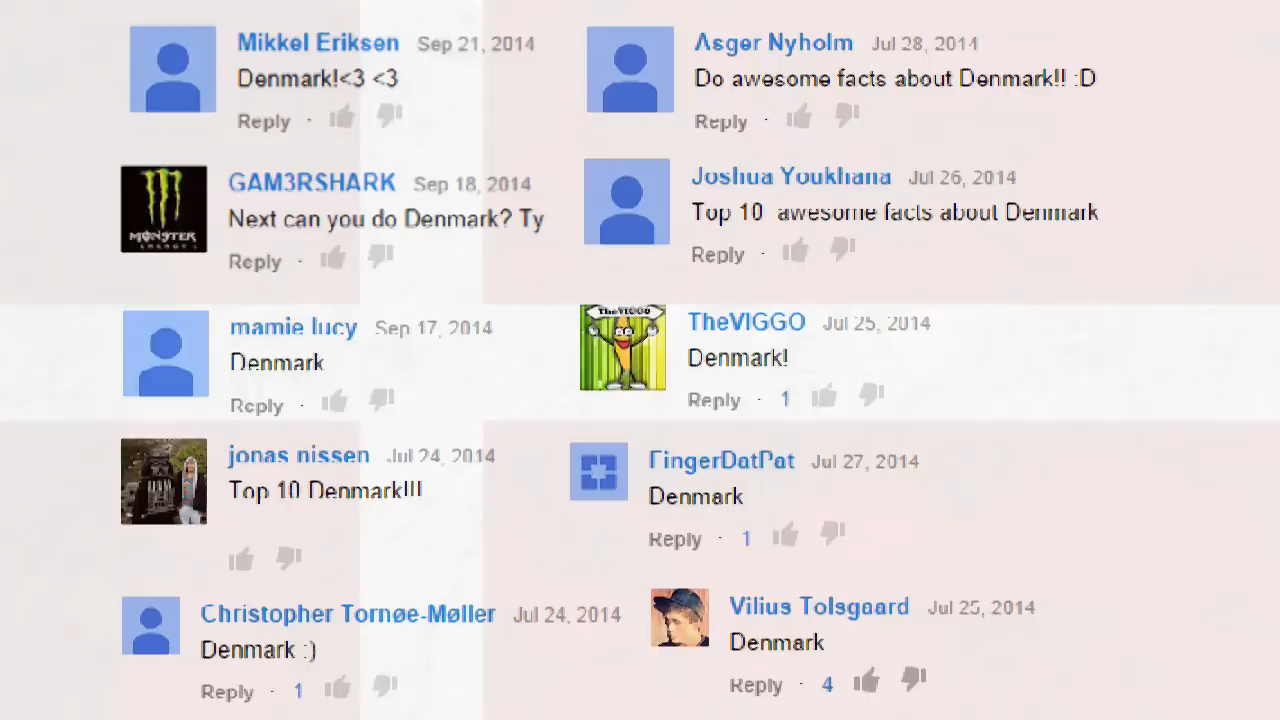 Mikkel Eriksen Sep 21, 2014
Denmark!<3 <3
Reply ·
GAM3RSHARK Sep 18, 2014
Next can you do Denmark? Ty
Reply ·
MONSTER
ENERGY
mamie lucy Sep 17, 2014
Denmark
Reply ·
jonas nissen Jul 24, 2014
Top 10 Denmark!!!
Christopher Tornøe-Møller Jul 24, 2014
Denmark :)
Reply · 1
Asger Nyholm Jul 28, 2014
Do awesome facts about Denmark!! :D
Reply ·
Joshua Youkhana Jul 26, 2014
Top 10 awesome facts about Denmark
Reply ·
TheVIGGO
TheVIGGO Jul 25, 2014
Denmark!
Reply · 1
FingerDatPat Jul 27, 2014
Denmark
Reply · 1
Vilius Tolsgaard Jul 25, 2014
Denmark
Reply · 4